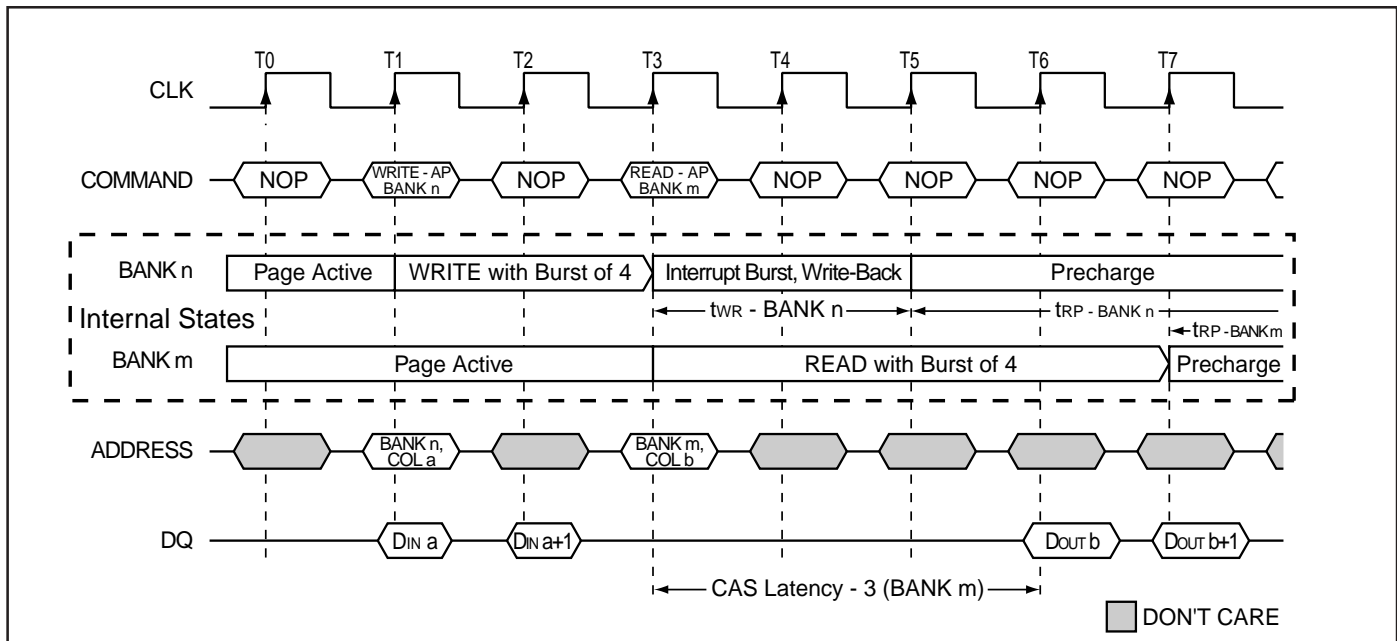 T0 T1 T2 T3 T4 T5 T6 T7
CLK
COMMAND NOP WRITE - AP BANK n NOP READ - AP BANK m NOP NOP NOP NOP
BANK n Page Active WRITE with Burst of 4 Interrupt Burst, Write-Back Precharge
Internal States tWR - BANK n tRP - BANK n
tRP - BANK m
BANK m Page Active READ with Burst of 4 Precharge
ADDRESS BANK n, COL a BANK m, COL b
DQ DIN a DIN a+1 DOUT b DOUT b+1
CAS Latency - 3 (BANK m)
DON'T CARE